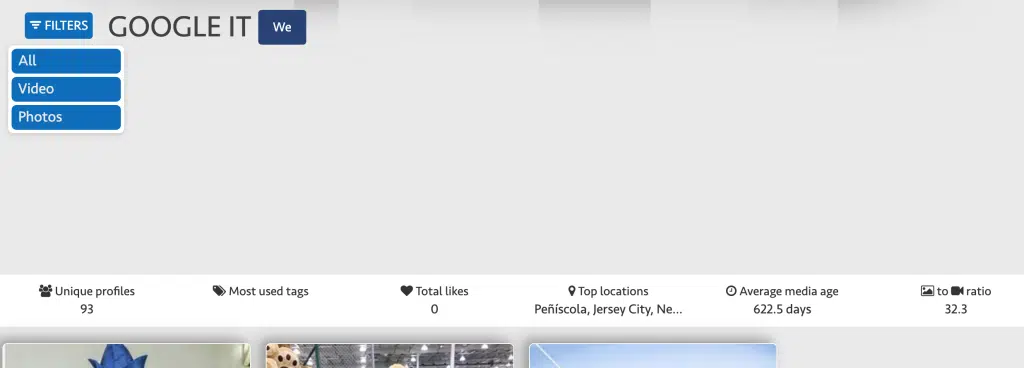 FILTERS
GOOGLE IT
We
All
Video
Photos
Unique profiles
93
Most used tags
Total likes
0
Top locations
Peñíscola, Jersey City, Ne...
Average media age
622.5 days
to ratio
32.3